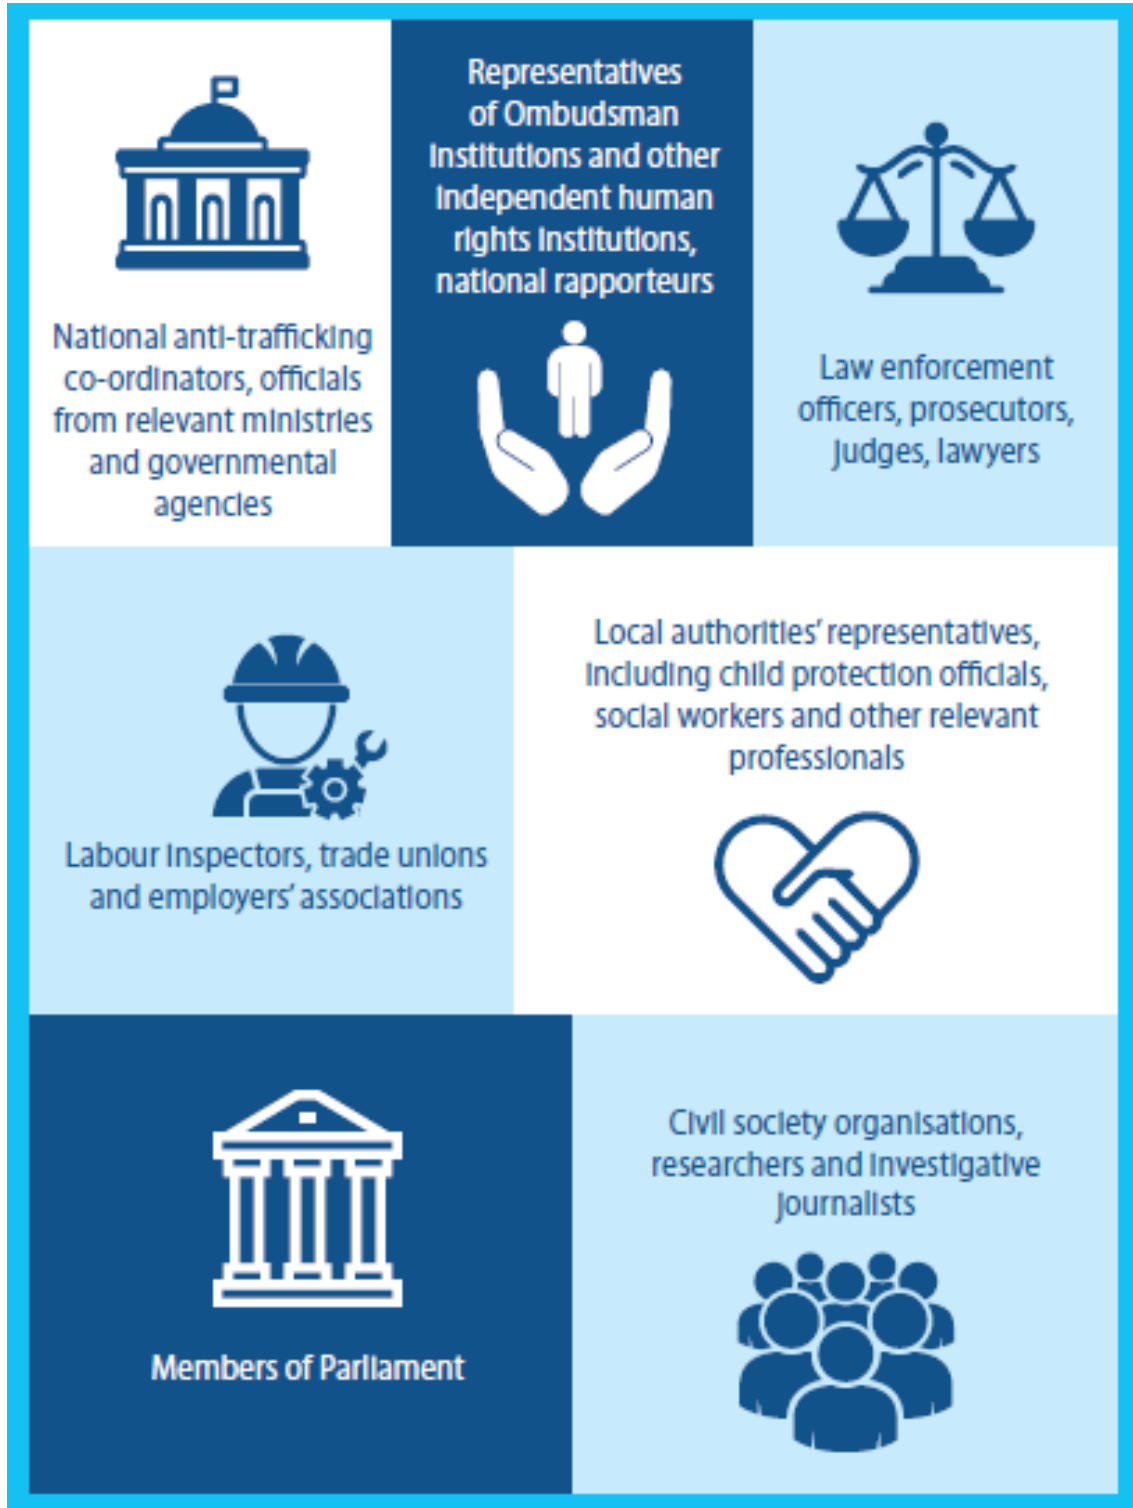 National anti-trafficking
co-ordinators, officials
from relevant ministries
and governmental
agencies
Representatives
of Ombudsman
institutions and other
independent human
rights institutions,
national rapporteurs
Law enforcement
officers, prosecutors,
judges, lawyers
Labour inspectors, trade unions
and employers’ associations
Local authorities’ representatives,
including child protection officials,
social workers and other relevant
professionals
Members of Parliament
Civil society organisations,
researchers and investigative
journalists